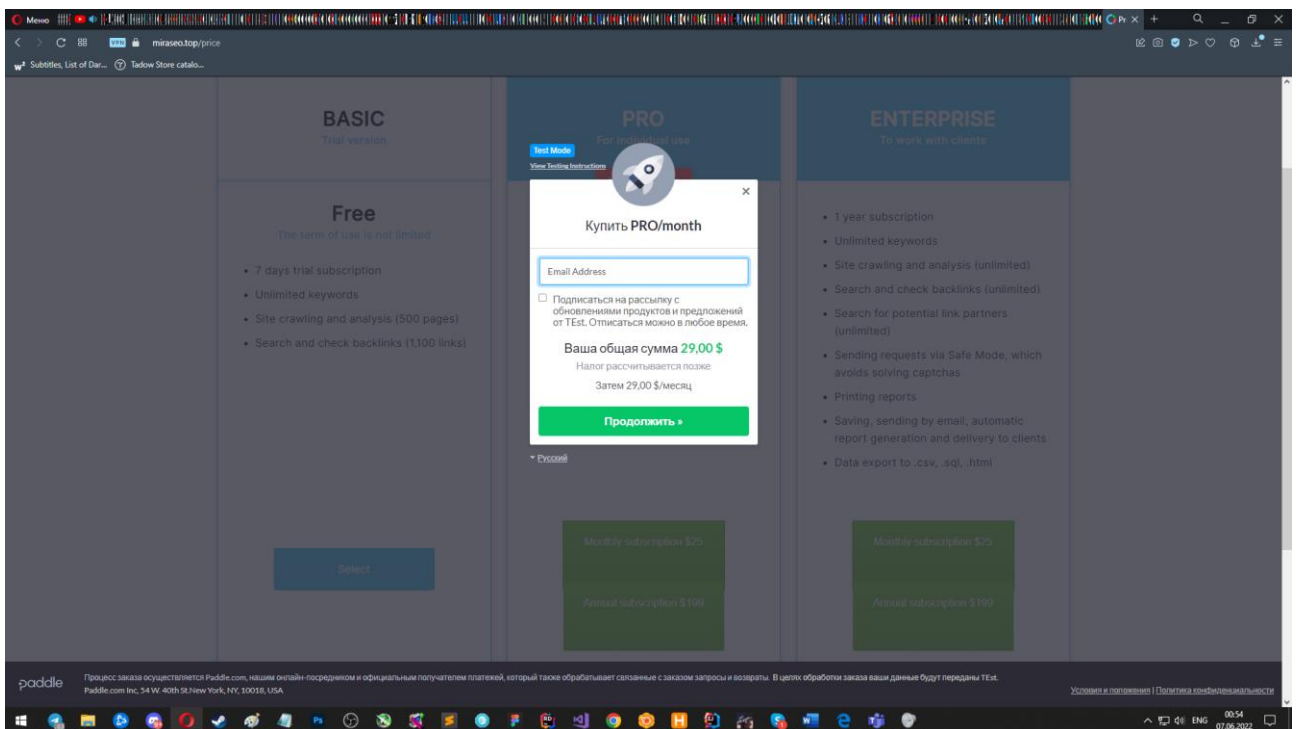 Меню
Pr
VPN
miraseo.top/price
Subtitles, List of Dar...
Tadow Store catalo...
BASIC
Trial version
PRO
For individual use
ENTERPRISE
To work with clients
Test Mode
View Testing Instructions
Free
The term of use is not limited
• 7 days trial subscription
• Unlimited keywords
• Site crawling and analysis (500 pages)
• Search and check backlinks (1,100 links)
Select
Купить PRO/month
Email Address
Подписаться на рассылку с
обновлениями продуктов и предложений
от TEst. Отписаться можно в любое время.
Ваша общая сумма 29,00 $
Налог рассчитывается позже
Затем 29,00 $/месяц
Продолжить »
Русский
Monthly subscription $25
Annual subscription $199
• 1 year subscription
• Unlimited keywords
• Site crawling and analysis (unlimited)
• Search and check backlinks (unlimited)
• Search for potential link partners
(unlimited)
• Sending requests via Safe Mode, which
avoids solving captchas
• Printing reports
• Saving, sending by email, automatic
report generation and delivery to clients
• Data export to .csv, .sql, .html
Monthly subscription $25
Annual subscription $199
paddle
Процесс заказа осуществляется Paddle.com, нашим онлайн-посредником и официальным получателем платежей, который также обрабатывает связанные с заказом запросы и возвраты. В целях обработки заказа ваши данные будут переданы TEst.
Paddle.com Inc, 54 W. 40th St.New York, NY, 10018, USA
Условия и положения | Политика конфиденциальности
ENG
00:54
07.06.2022